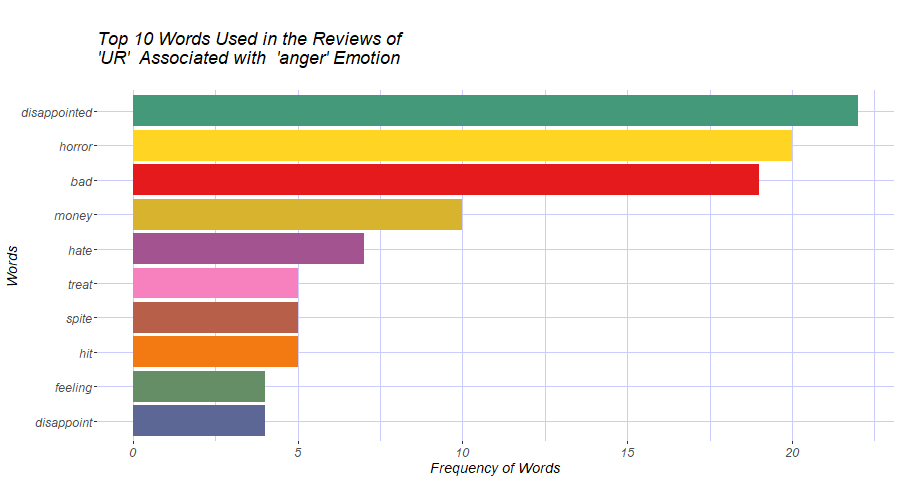 Top 10 Words Used in the Reviews of
'UR'  Associated with  'anger' Emotion
Words
disappointed
horror
bad
money
hate
treat
spite
hit
feeling
disappoint
0 5 10 15 20
Frequency of Words